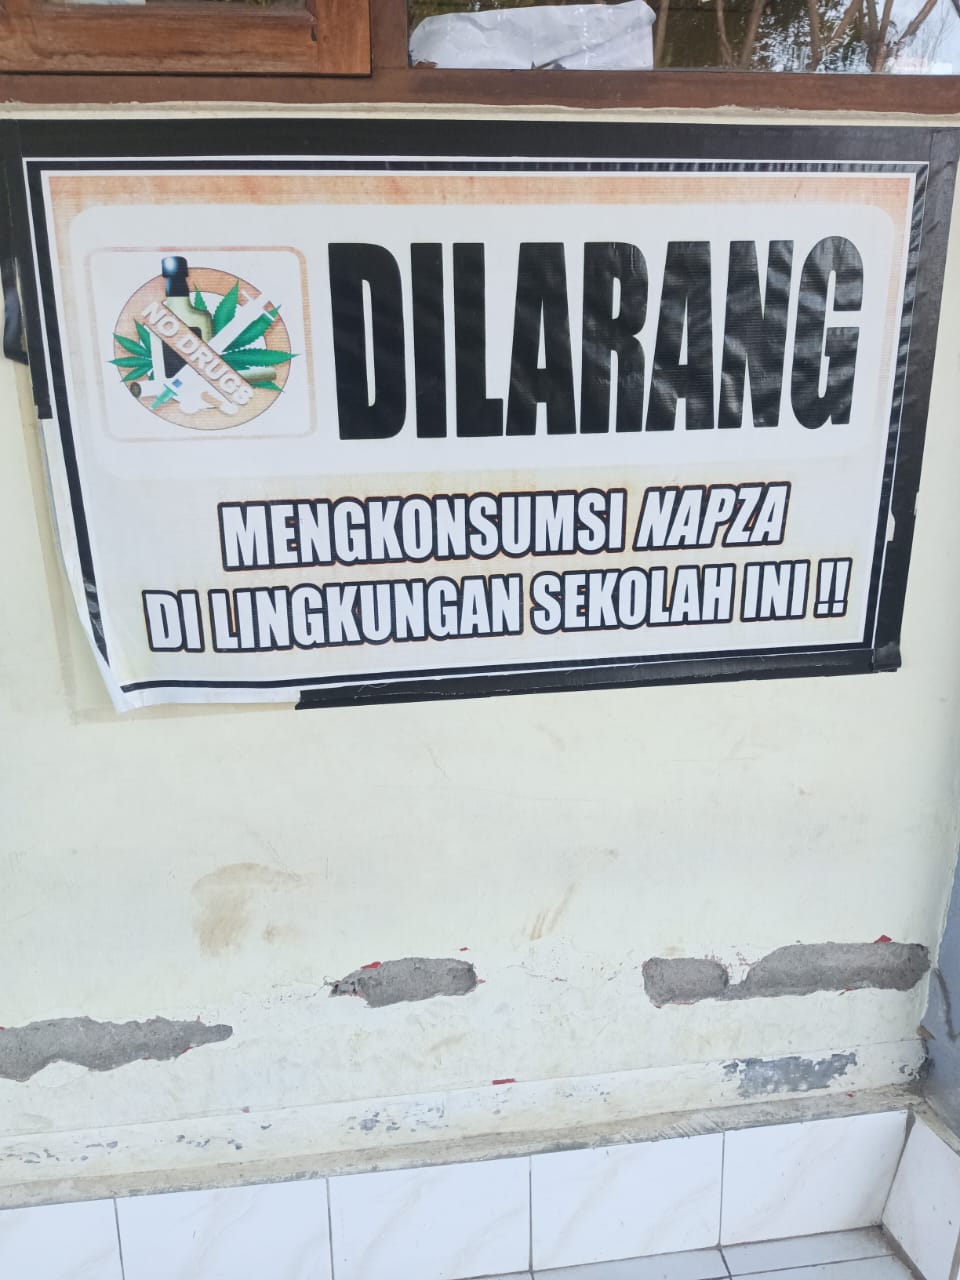 NO DRUGS
DILARANG
MENGKONSUMSI NAPZA
DI LINGKUNGAN SEKOLAH INI !!